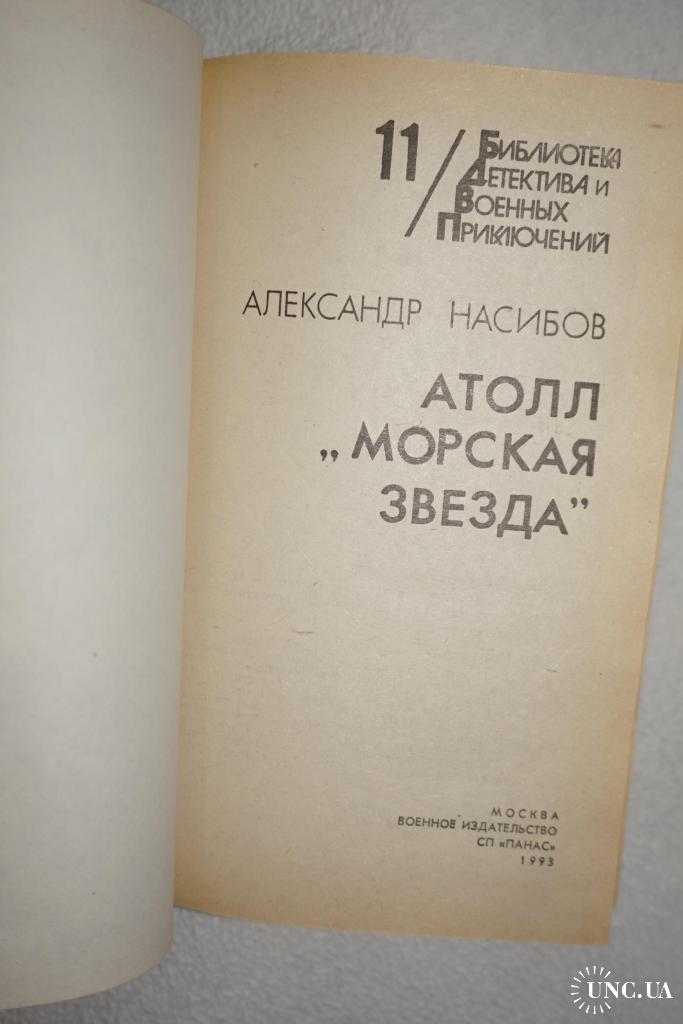 11/ БИБЛИОТЕКА
ДЕТЕКТИВА И
ВОЕННЫХ
ПРИКЛЮЧЕНИЙ
АЛЕКСАНДР НАСИБОВ
АТОЛЛ
„МОРСКАЯ
ЗВЕЗДА”
МОСКВА
ВОЕННОЕ ИЗДАТЕЛЬСТВО
СП «ПАНАС»
1993
UNC.UA